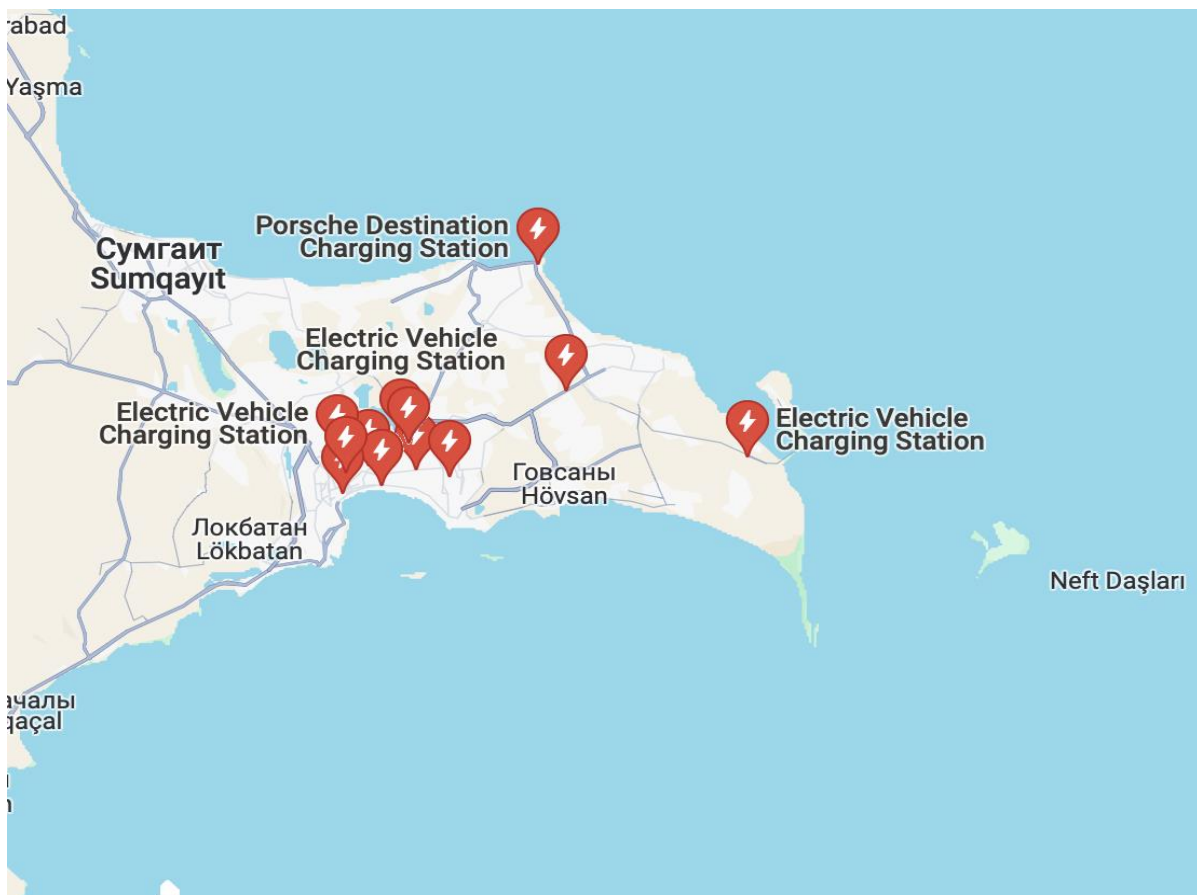 rabad
Yaşma
Porsche Destination
Charging Station
Сумгаит
Sumqayıt
Electric Vehicle
Charging Station
Electric Vehicle
Charging Station
Electric Vehicle
Charging Station
Говсаны
Hövsan
Локбатан
Lökbatan
Neft Daşları
ачалы
qaçal